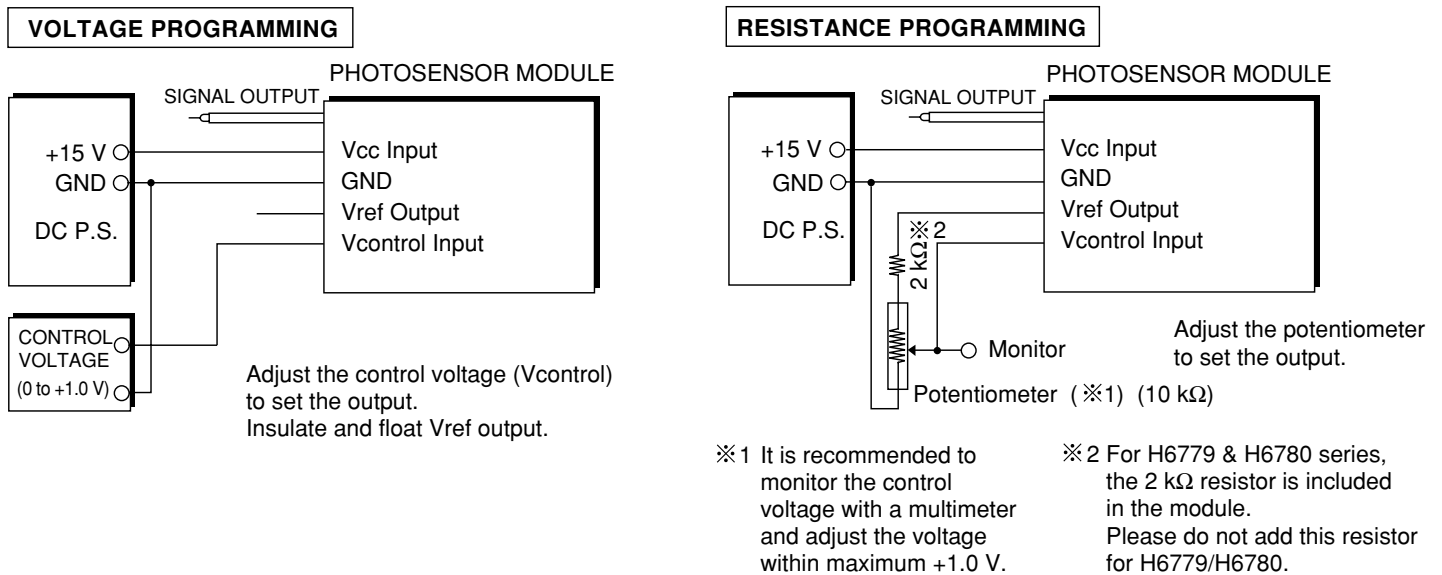 VOLTAGE PROGRAMMING
PHOTOSENSOR MODULE
SIGNAL OUTPUT
+15 V
GND
DC P.S.
Vcc Input
GND
Vref Output
Vcontrol Input
CONTROL
VOLTAGE
(0 to +1.0 V)
Adjust the control voltage (Vcontrol)
to set the output.
Insulate and float Vref output.
RESISTANCE PROGRAMMING
PHOTOSENSOR MODULE
SIGNAL OUTPUT
+15 V
GND
DC P.S.
Vcc Input
GND
Vref Output
Vcontrol Input
2 kΩ※2
Monitor
Potentiometer (※1) (10 kΩ)
Adjust the potentiometer
to set the output.
※1 It is recommended to
monitor the control
voltage with a multimeter
and adjust the voltage
within maximum +1.0 V.
※2 For H6779 & H6780 series,
the 2 kΩ resistor is included
in the module.
Please do not add this resistor
for H6779/H6780.